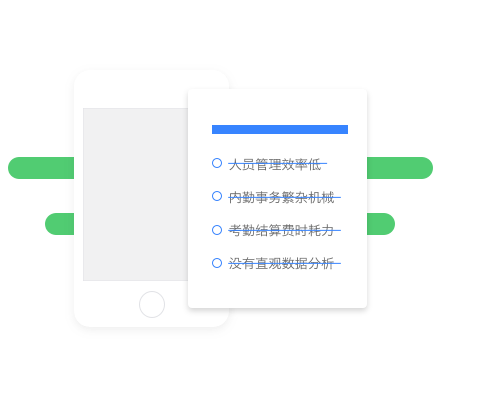 人员管理效率低
内勤事务繁杂机械
考勤结算费时耗力
没有直观数据分析